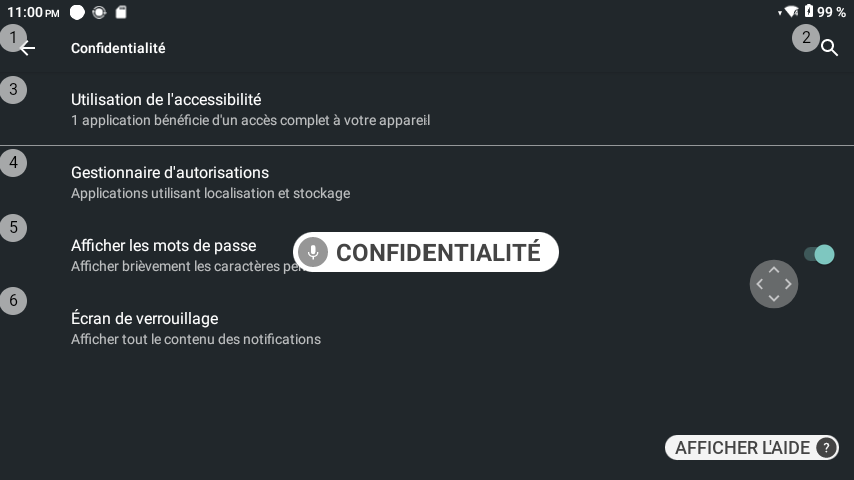 11:00 PM 99 %
1 Confidentialité 2
3 Utilisation de l'accessibilité
1 application bénéficie d'un accès complet à votre appareil
4 Gestionnaire d'autorisations
Applications utilisant localisation et stockage
5 Afficher les mots de passe
CONFIDENTIALITÉ
Afficher brièvement les caractères
6 Écran de verrouillage
Afficher tout le contenu des notifications
AFFICHER L'AIDE ?